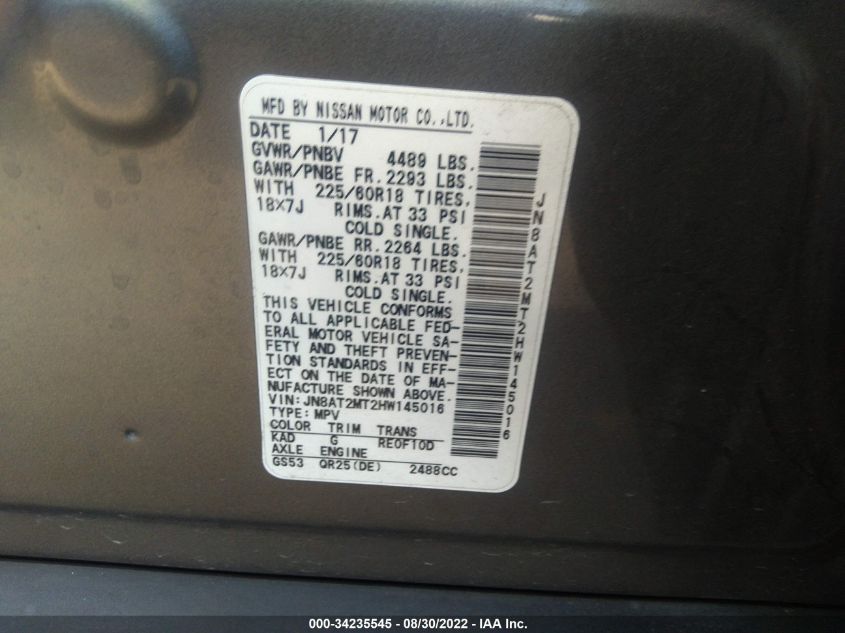 MFD BY NISSAN MOTOR CO.,LTD.
DATE 1/17
GVWR/PNBV 4489 LBS.
GAWR/PNBE FR. 2293 LBS.
WITH 225/60R18 TIRES,
18X7J RIMS.AT 33 PSI
COLD SINGLE.
GAWR/PNBE RR. 2264 LBS.
WITH 225/60R18 TIRES,
18X7J RIMS.AT 33 PSI
COLD SINGLE.
THIS VEHICLE CONFORMS
TO ALL APPLICABLE FED-
ERAL MOTOR VEHICLE SA-
FETY AND THEFT PREVEN-
TION STANDARDS IN EFF-
ECT ON THE DATE OF MA-
NUFACTURE SHOWN ABOVE.
VIN: JN8AT2MT2HW145016
TYPE: MPV
COLOR TRIM TRANS
KAD G RE0F10D
AXLE ENGINE
GS53 QR25(DE) 2488CC
JN8AT2MT2HW145016
000-34235545 - 08/30/2022 - IAA Inc.